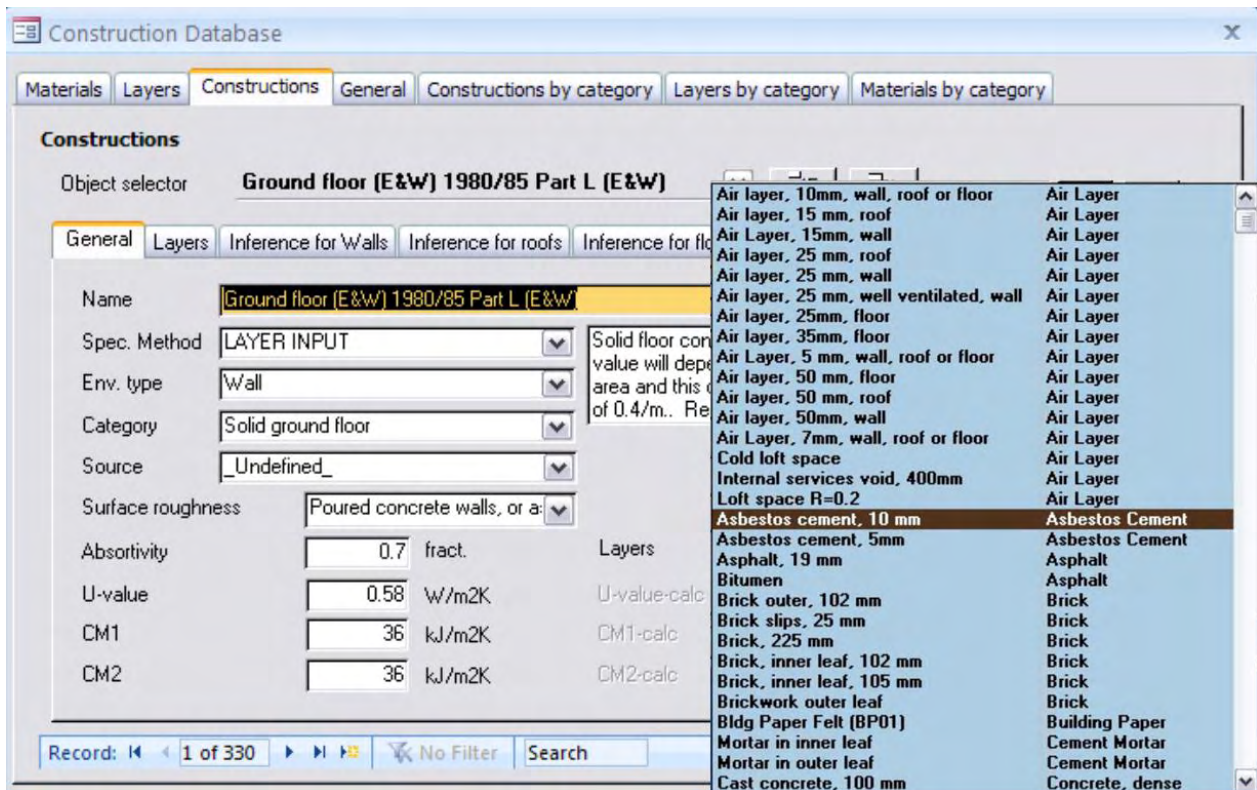 Construction Database
Materials Layers Constructions General Constructions by category Layers by category Materials by category
Constructions
Object selector Ground floor (E&W) 1980/85 Part L (E&W)
General Layers Inference for Walls Inference for roofs Inference for flo
Name Ground floor (E&W) 1980/85 Part L (E&W)
Spec. Method LAYER INPUT
Env. type Wall
Category Solid ground floor
Source _Undefined_
Surface roughness Poured concrete walls, or a
Absortivity 0.7 fract.
U-value 0.58 W/m2K
CM1 36 kJ/m2K
CM2 36 kJ/m2K
Solid floor con
value will depe
area and this
of 0.4/m.. Re
Layers
U-value-calc
CM1-calc
CM2-calc
Record: 1 of 330 No Filter Search
Air layer, 10mm, wall, roof or floor Air Layer
Air layer, 15 mm, roof Air Layer
Air Layer, 15mm, wall Air Layer
Air layer, 25 mm, roof Air Layer
Air layer, 25 mm, wall Air Layer
Air layer, 25 mm, well ventilated, wall Air Layer
Air layer, 25mm, floor Air Layer
Air layer, 35mm, floor Air Layer
Air Layer, 5 mm, wall, roof or floor Air Layer
Air layer, 50 mm, floor Air Layer
Air layer, 50 mm, roof Air Layer
Air layer, 50mm, wall Air Layer
Air Layer, 7mm, wall, roof or floor Air Layer
Cold loft space Air Layer
Internal services void, 400mm Air Layer
Loft space R=0.2 Air Layer
Asbestos cement, 10 mm Asbestos Cement
Asbestos cement, 5mm Asbestos Cement
Asphalt, 19 mm Asphalt
Bitumen Asphalt
Brick outer, 102 mm Brick
Brick slips, 25 mm Brick
Brick, 225 mm Brick
Brick, inner leaf, 102 mm Brick
Brick, inner leaf, 105 mm Brick
Brickwork outer leaf Brick
Bldg Paper Felt (BP01) Building Paper
Mortar in inner leaf Cement Mortar
Mortar in outer leaf Cement Mortar
Cast concrete, 100 mm Concrete, dense